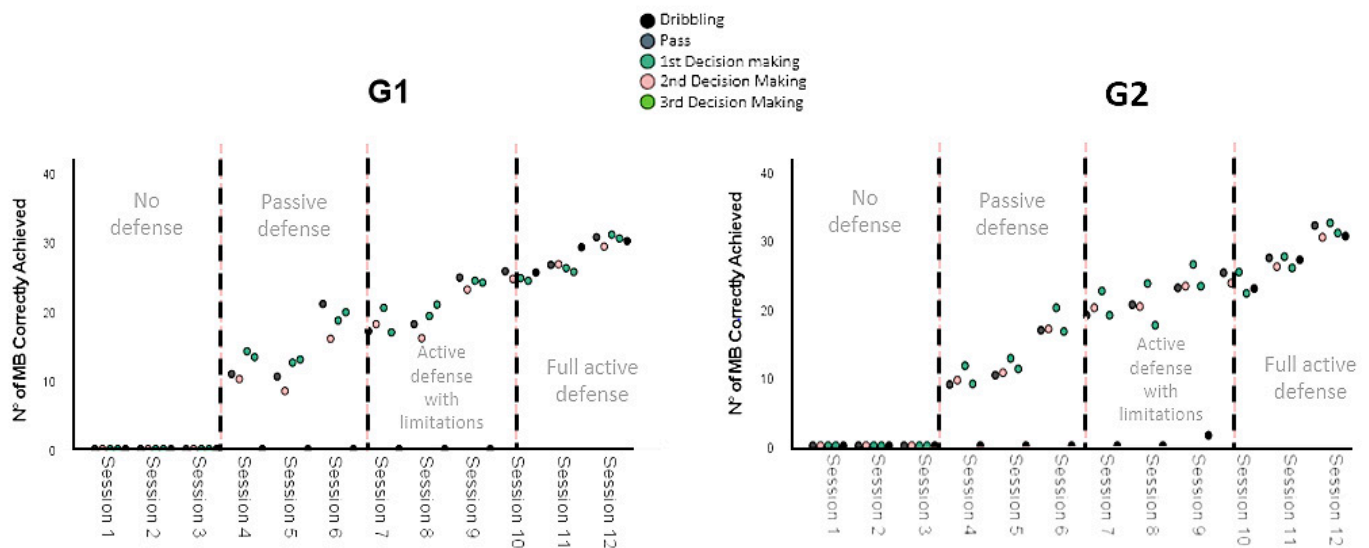 Dribbling
Pass
1st Decision making
2nd Decision Making
3rd Decision Making
G1
N° of MB Correctly Achieved
40
30
20
10
0
No
defense
Passive
defense
Active
defense
with
limitations
Full active
defense
Session 1
Session 2
Session 3
Session 4
Session 5
Session 6
Session 7
Session 8
Session 9
Session 10
Session 11
Session 12
G2
N° of MB Correctly Achieved
40
30
20
10
0
No
defense
Passive
defense
Active
defense
with
limitations
Full active
defense
Session 1
Session 2
Session 3
Session 4
Session 5
Session 6
Session 7
Session 8
Session 9
Session 10
Session 11
Session 12